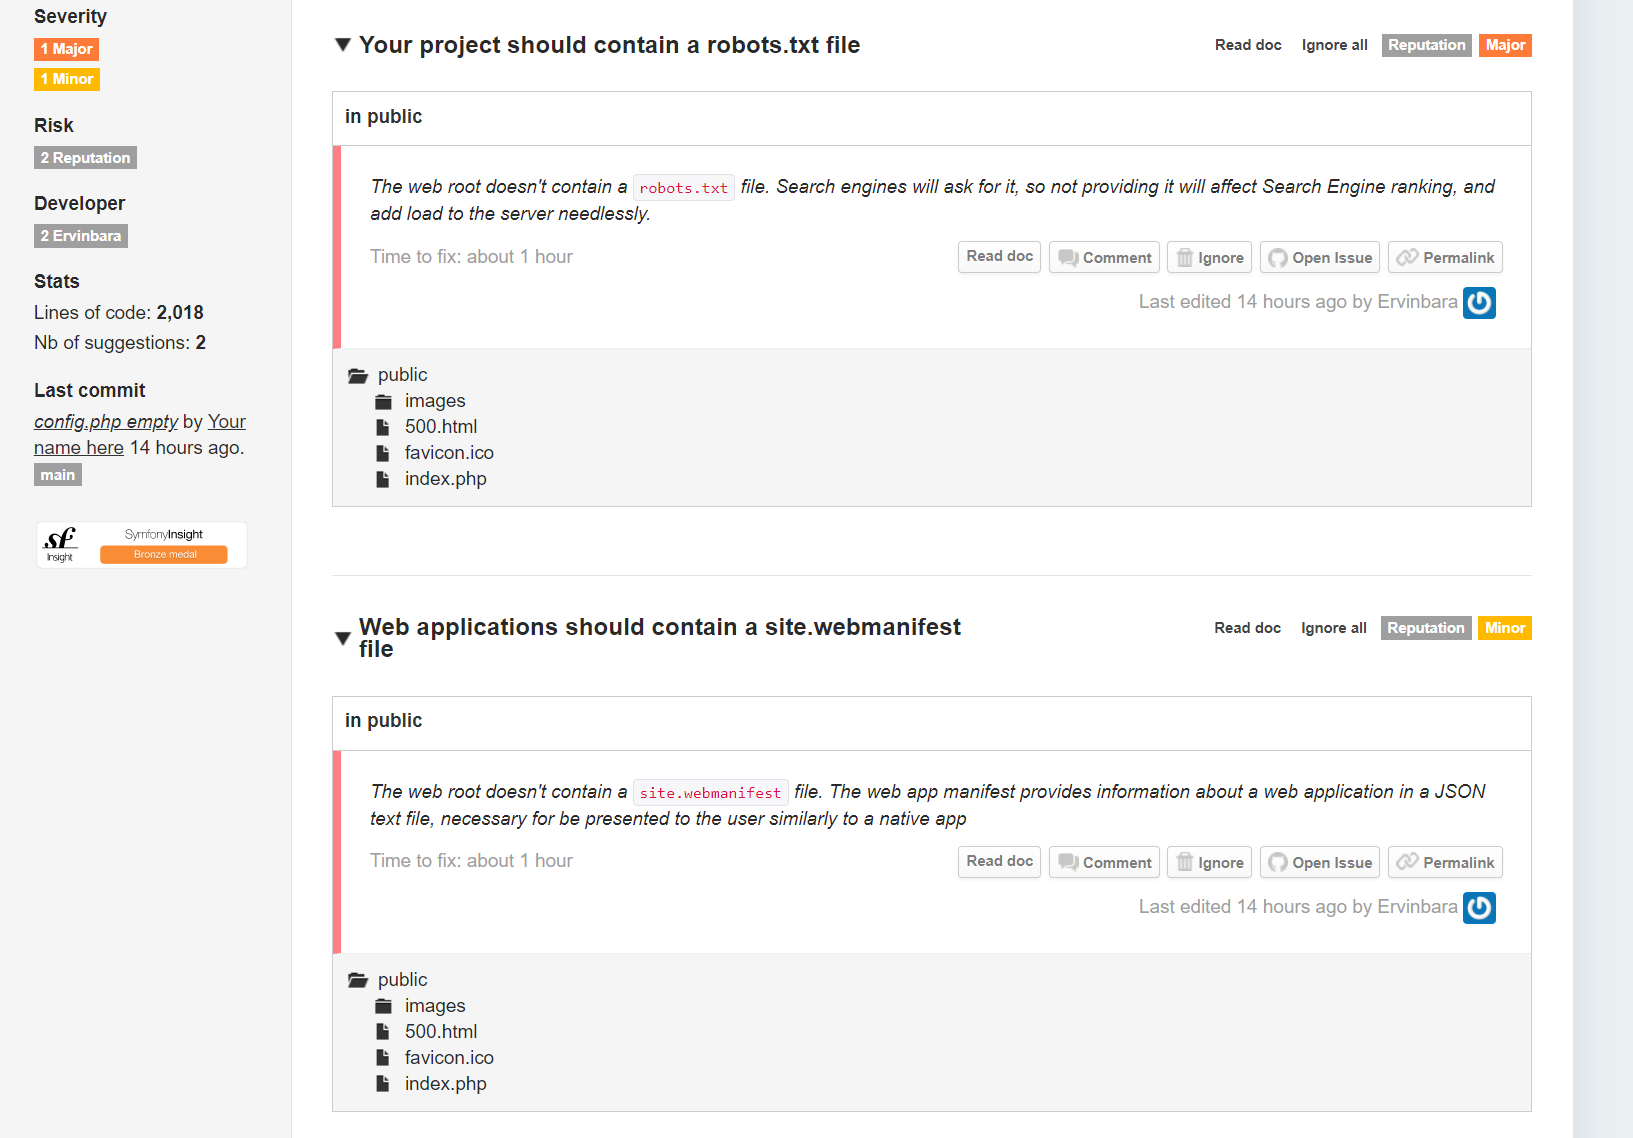 Severity
1 Major
1 Minor
Risk
2 Reputation
Developer
2 Ervinbara
Stats
Lines of code: 2,018
Nb of suggestions: 2
Last commit
config.php empty by Your
name here 14 hours ago.
main
sf
Insight
SymfonyInsight
Bronze medal
Your project should contain a robots.txt file
Read doc Ignore all Reputation Major
in public
The web root doesn't contain a robots.txt file. Search engines will ask for it, so not providing it will affect Search Engine ranking, and
add load to the server needlessly.
Time to fix: about 1 hour
Read doc Comment Ignore Open Issue Permalink
Last edited 14 hours ago by Ervinbara
public
images
500.html
favicon.ico
index.php
Web applications should contain a site.webmanifest
file
Read doc Ignore all Reputation Minor
in public
The web root doesn't contain a site.webmanifest file. The web app manifest provides information about a web application in a JSON
text file, necessary for be presented to the user similarly to a native app
Time to fix: about 1 hour
Read doc Comment Ignore Open Issue Permalink
Last edited 14 hours ago by Ervinbara
public
images
500.html
favicon.ico
index.php